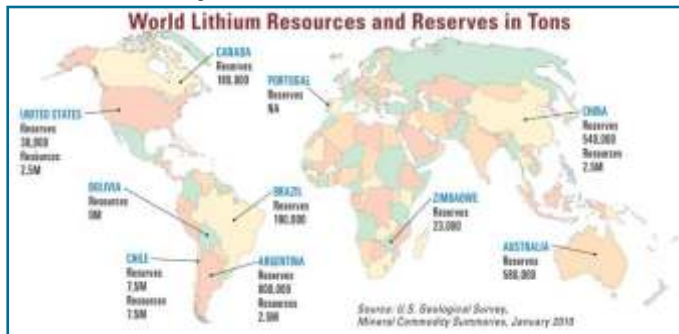 World Lithium Resources and Reserves in Tons
CANADA
Reserves
180,000
PORTUGAL
Reserves
NA
UNITED STATES
Reserves
38,000
Resources
2.5M
CHINA
Reserves
540,000
Resources
2.5M
BOLIVIA
Resources
9M
BRAZIL
Reserves
190,000
ZIMBABWE
Reserves
23,000
AUSTRALIA
Reserves
580,000
CHILE
Reserves
7.5M
Resources
7.5M
ARGENTINA
Reserves
800,000
Resources
2.5M
Source: U.S. Geological Survey,
Mineral Commodity Summaries, January 2010